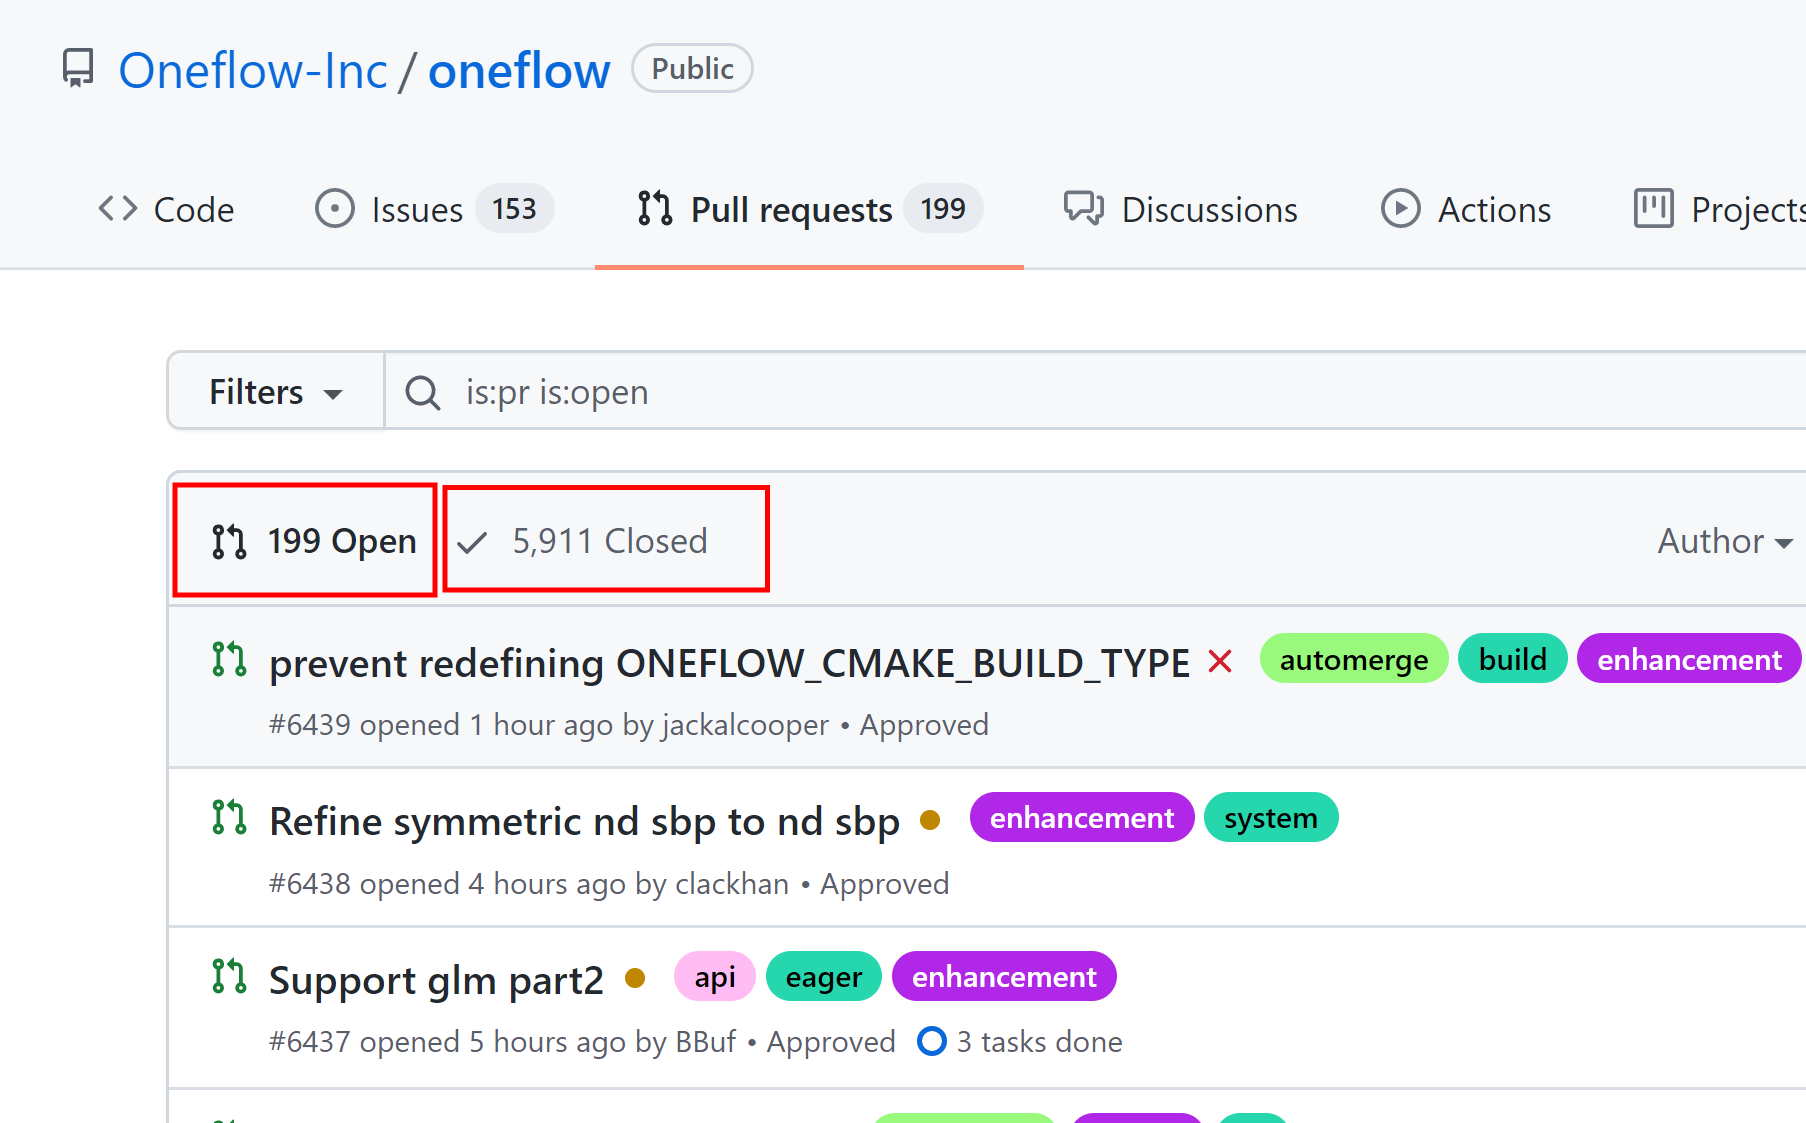 Oneflow-Inc / oneflow Public
Code Issues 153 Pull requests 199 Discussions Actions Projects
Filters is:pr is:open
199 Open 5,911 Closed Author
prevent redefining ONEFLOW_CMAKE_BUILD_TYPE automerge build enhancement
#6439 opened 1 hour ago by jackalcooper • Approved
Refine symmetric nd sbp to nd sbp enhancement system
#6438 opened 4 hours ago by clackhan • Approved
Support glm part2 api eager enhancement
#6437 opened 5 hours ago by BBuf • Approved 3 tasks done